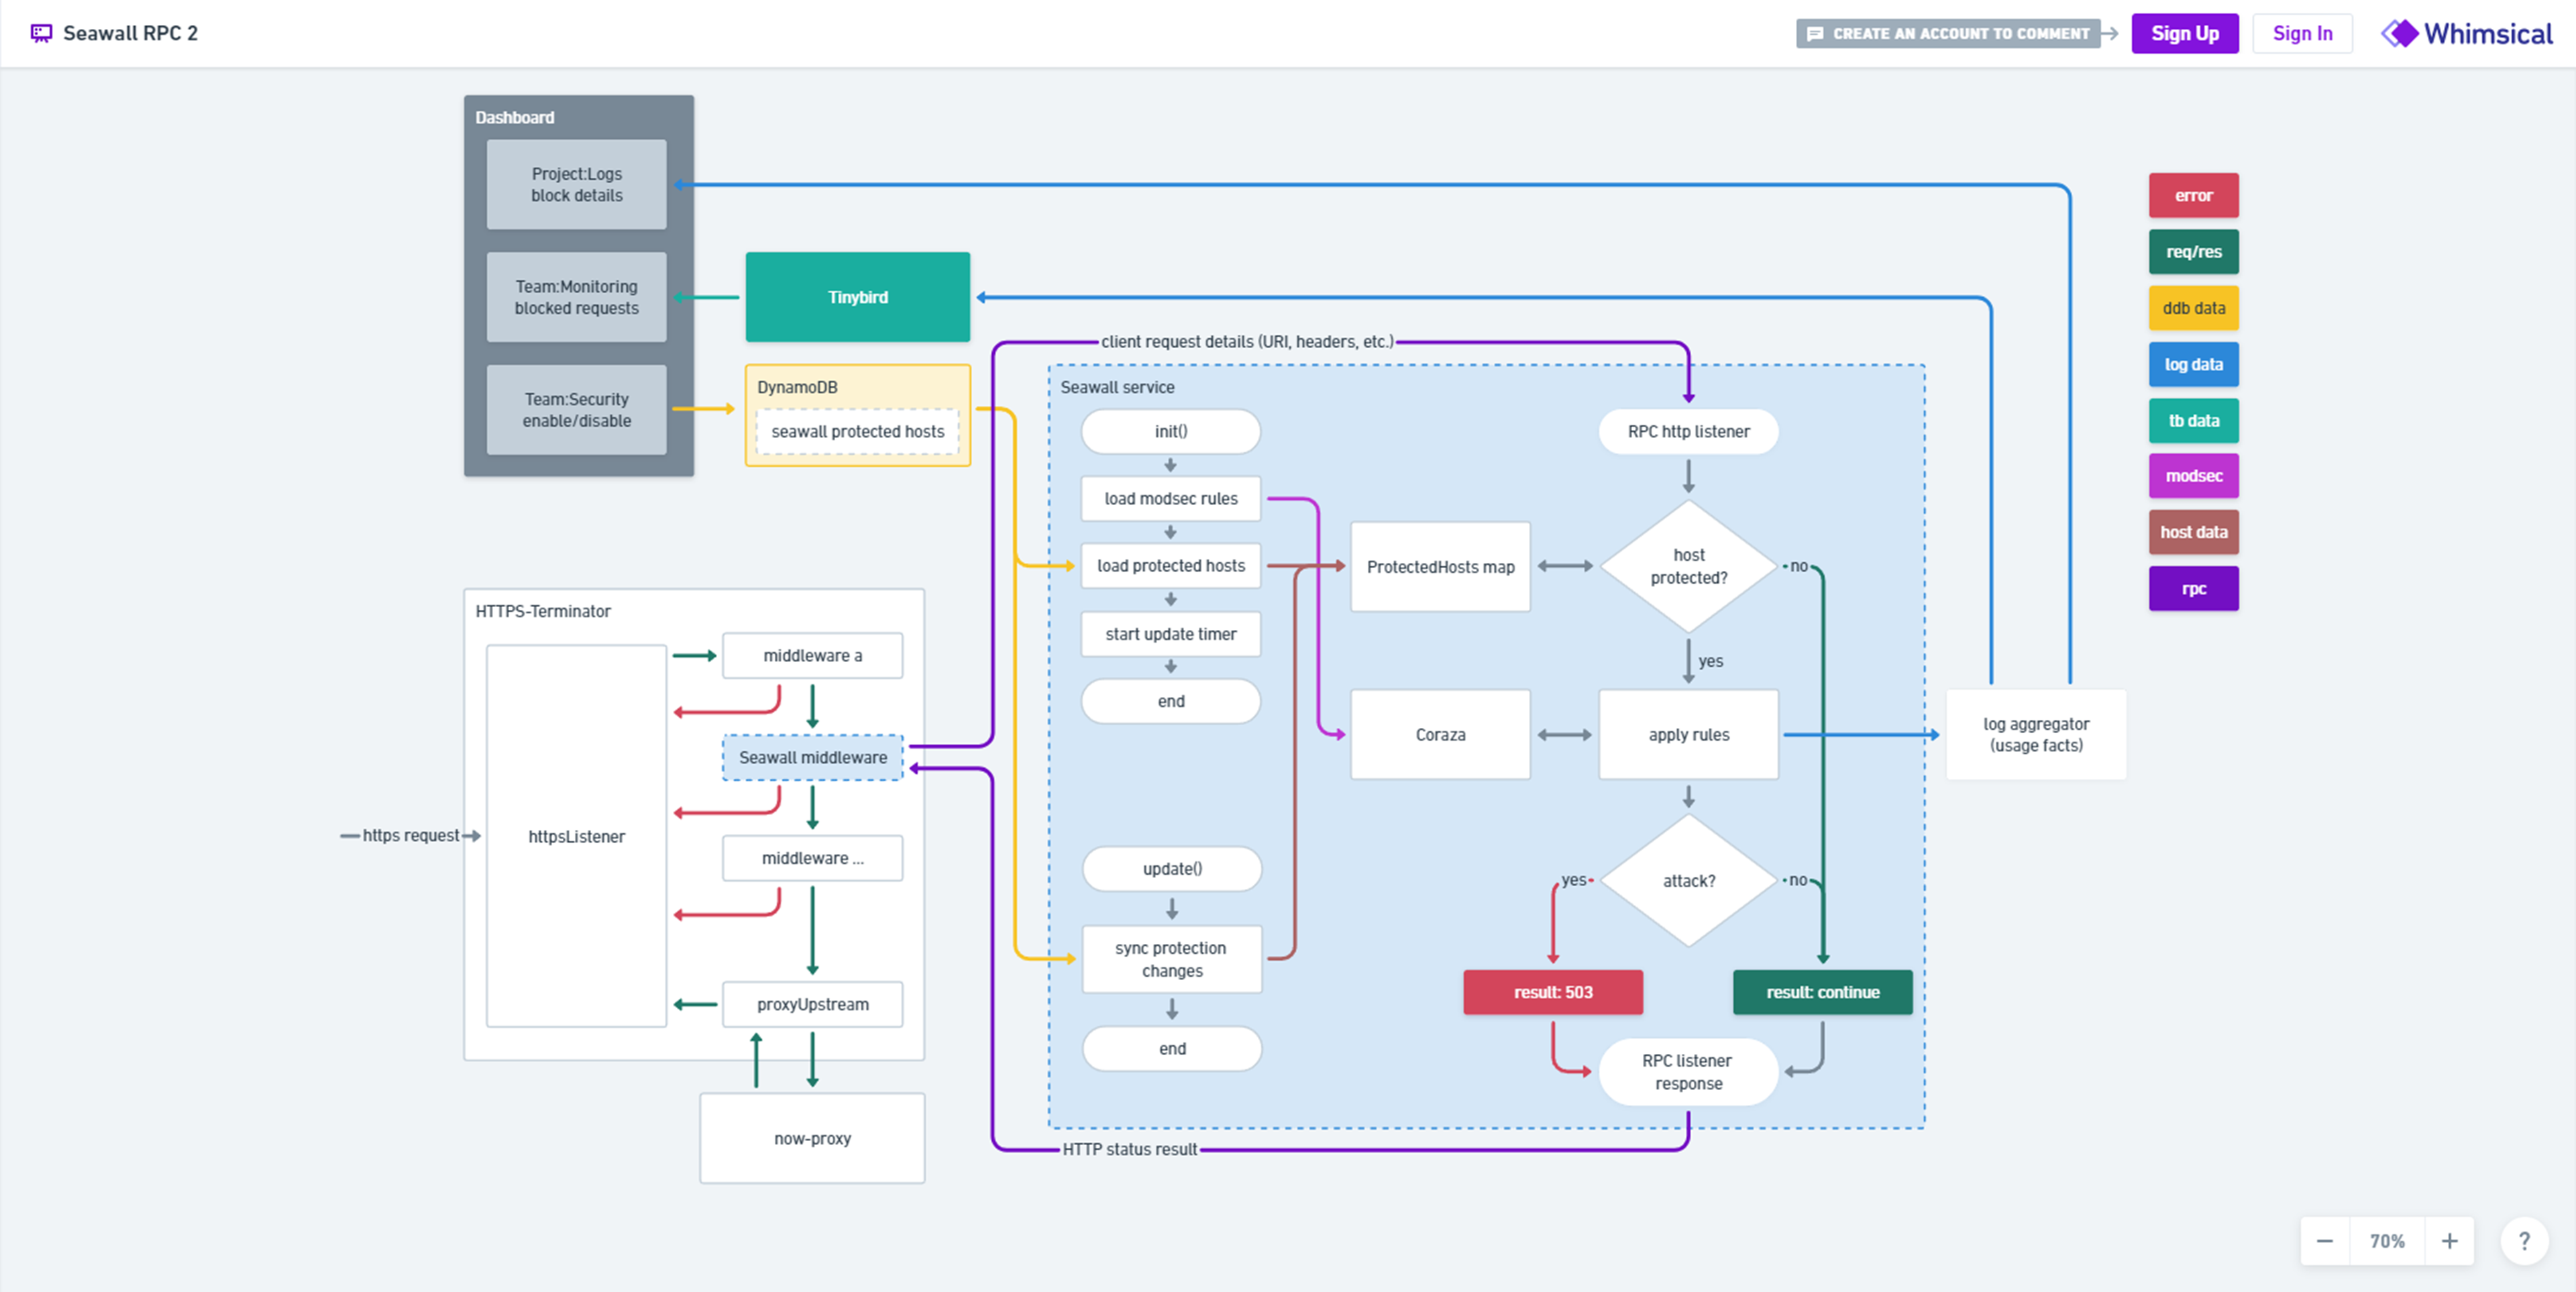 Seawall RPC 2
CREATE AN ACCOUNT TO COMMENT
Sign Up
Sign In
Whimsical
Dashboard
Project:Logs
block details
Team:Monitoring
blocked requests
Team:Security
enable/disable
Tinybird
DynamoDB
seawall protected hosts
client request details (URI, headers, etc.)
Seawall service
init()
load modsec rules
load protected hosts
start update timer
end
update()
sync protection
changes
end
ProtectedHosts map
Coraza
RPC http listener
host
protected?
no
yes
apply rules
attack?
yes
no
result: 503
result: continue
RPC listener
response
HTTP status result
log aggregator
(usage facts)
error
req/res
ddb data
log data
tb data
modsec
host data
rpc
HTTPS-Terminator
https request
httpsListener
middleware a
Seawall middleware
middleware ...
proxyUpstream
now-proxy
70%
?